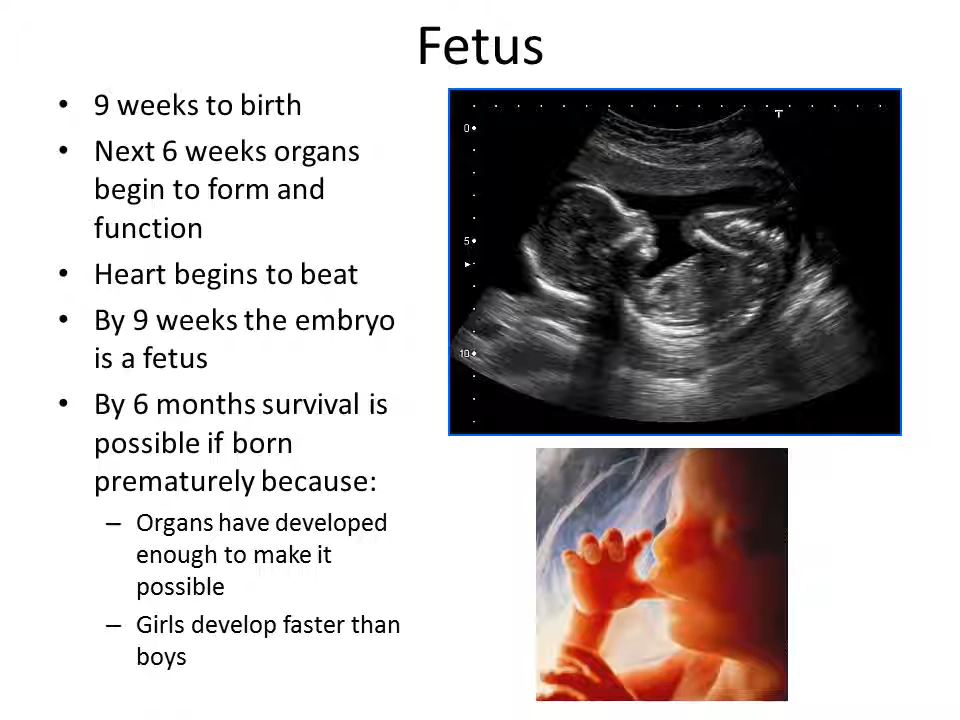 Fetus
• 9 weeks to birth
• Next 6 weeks organs
begin to form and
function
• Heart begins to beat
• By 9 weeks the embryo
is a fetus
• By 6 months survival is
possible if born
prematurely because:
– Organs have developed
enough to make it
possible
– Girls develop faster than
boys
T
0
5
10